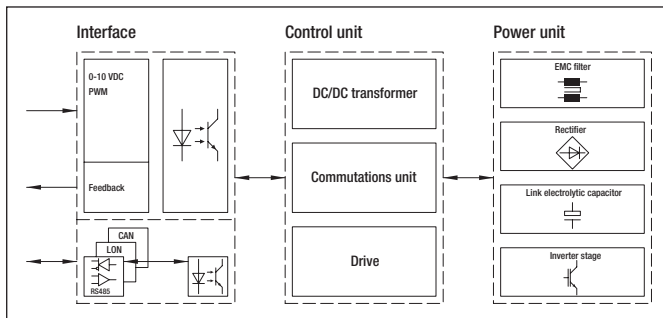 Interface
Control unit
Power unit
0-10 VDC
PWM
Feedback
CAN
LON
RS485
DC/DC transformer
Commutations unit
Drive
EMC filter
Rectifier
Link electrolytic capacitor
Inverter stage